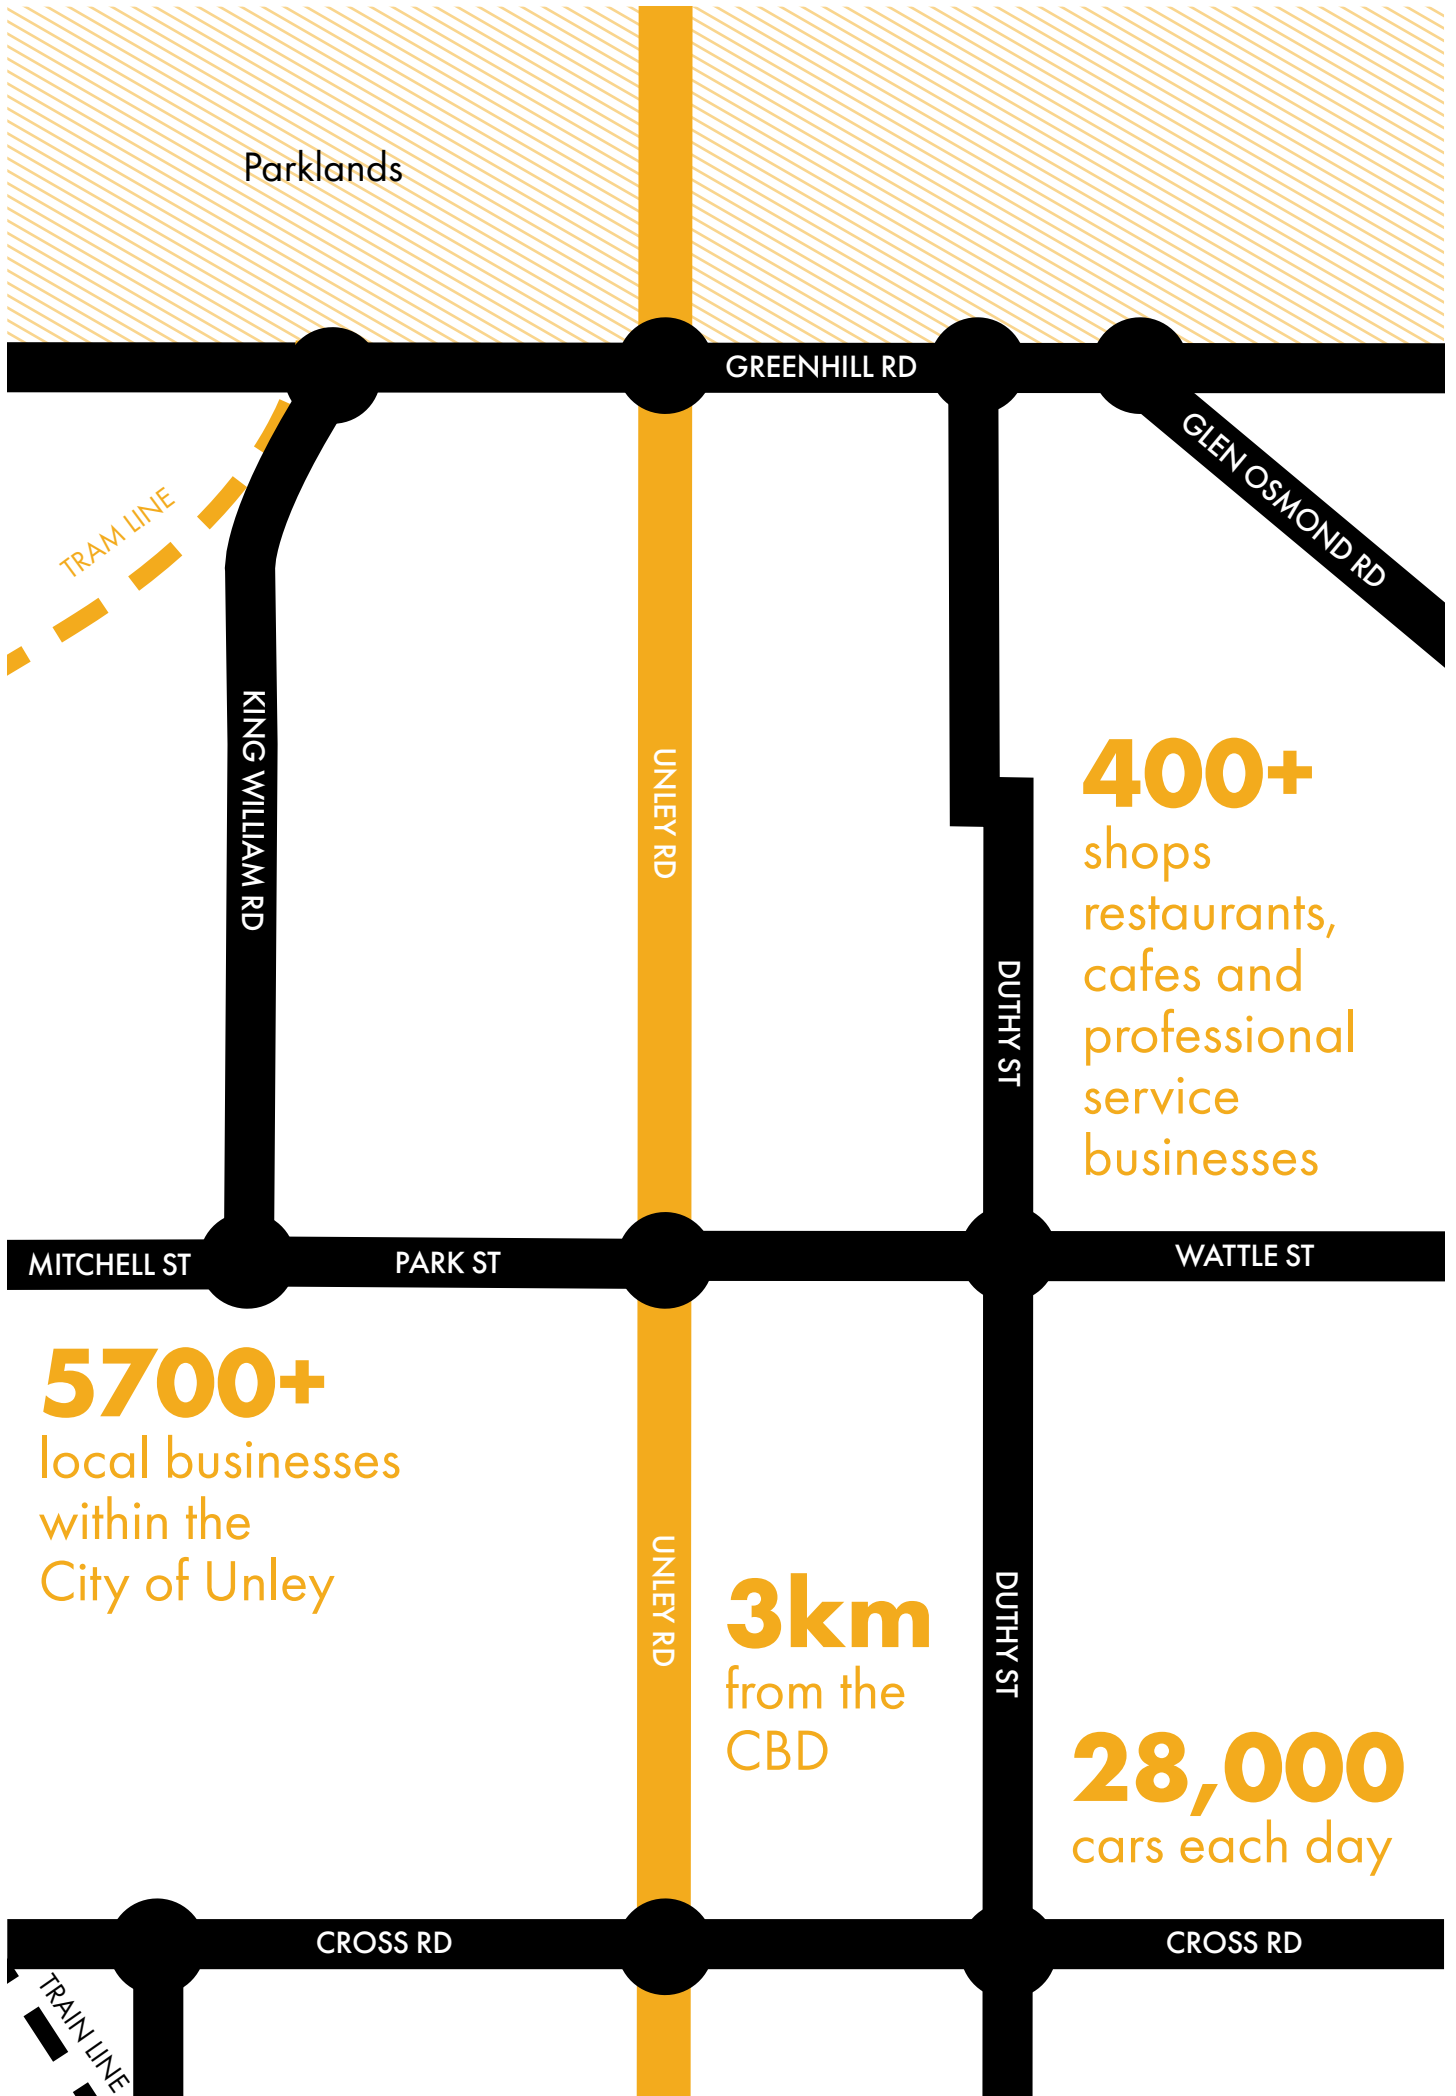 Parklands
GREENHILL RD
GLEN OSMOND RD
TRAM LINE
KING WILLIAM RD
UNLEY RD
400+
shops
restaurants,
cafes and
professional
service
businesses
DUTHY ST
MITCHELL ST
PARK ST
WATTLE ST
5700+
local businesses
within the
City of Unley
UNLEY RD
3km
from the
CBD
DUTHY ST
28,000
cars each day
CROSS RD
CROSS RD
TRAIN LINE